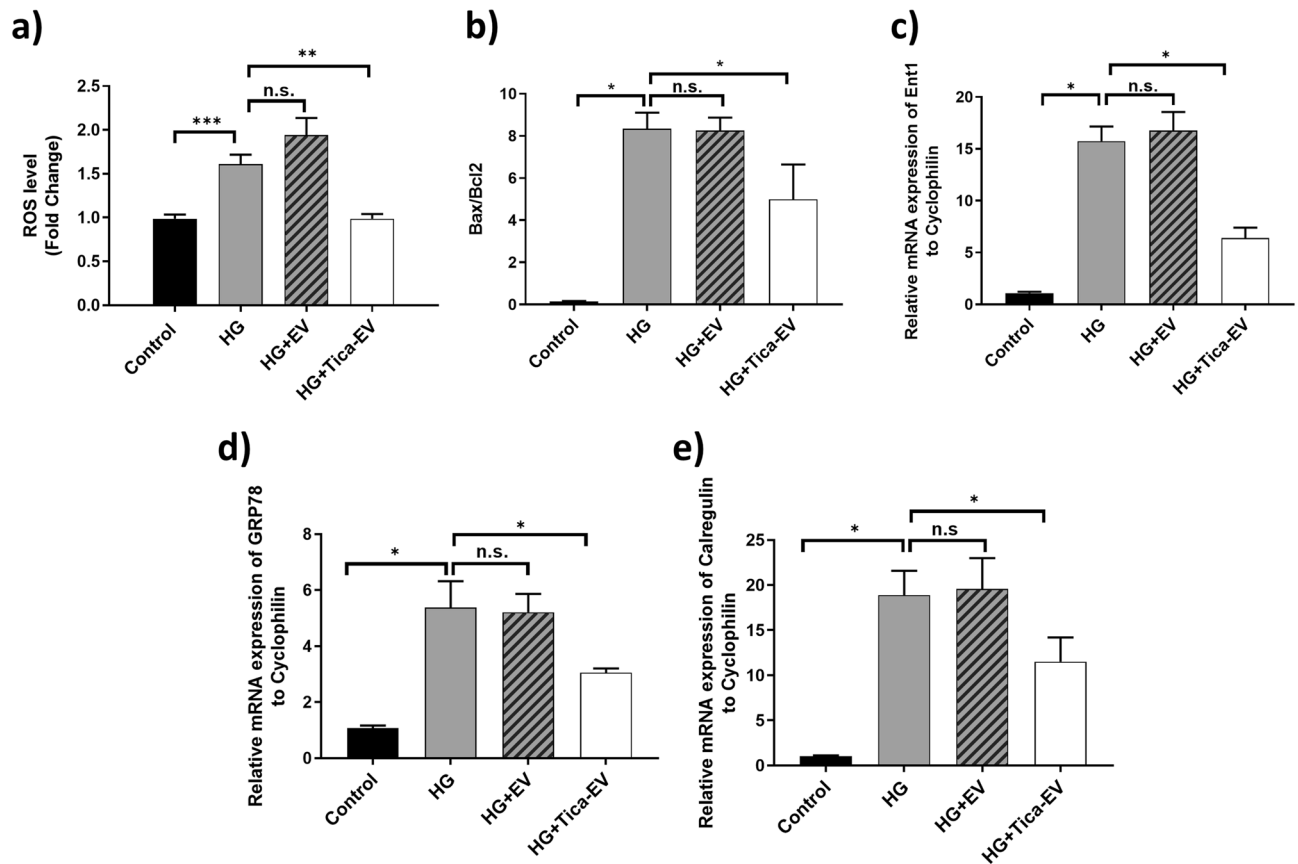 a)
**
n.s.
***
ROS level
(Fold Change)
2.5
2.0
1.5
1.0
0.5
0.0
Control
HG
HG+EV
HG+Tica-EV
b)
*
*
n.s.
Bax/Bcl2
10
8
6
4
2
0
Control
HG
HG+EV
HG+Tica-EV
c)
*
*
n.s.
Relative mRNA expression of Ent1
to Cyclophilin
20
15
10
5
0
Control
HG
HG+EV
HG+Tica-EV
d)
*
*
n.s.
Relative mRNA expression of GRP78
to Cyclophilin
8
6
4
2
0
Control
HG
HG+EV
HG+Tica-EV
e)
*
*
n.s
Relative mRNA expression of Calregulin
to Cyclophilin
25
20
15
10
5
0
Control
HG
HG+EV
HG+Tica-EV